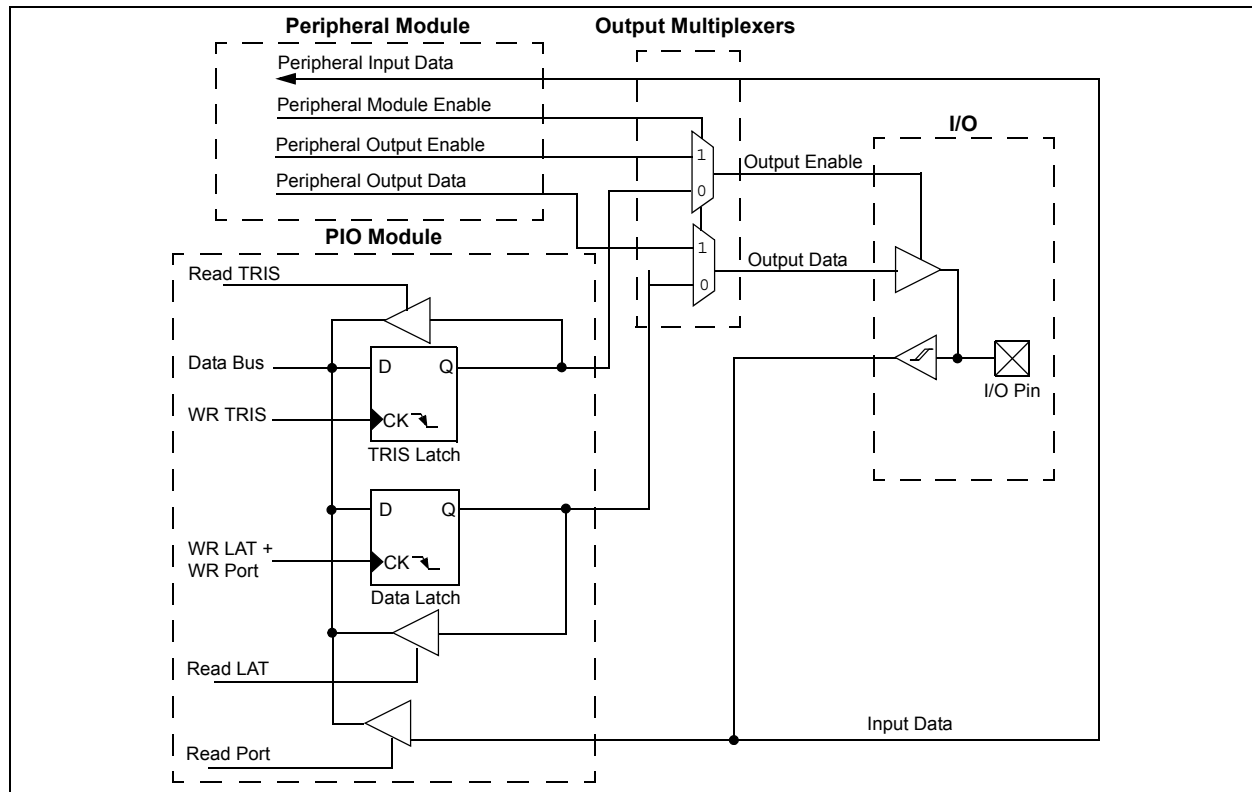 Peripheral Module
Output Multiplexers
Peripheral Input Data
Peripheral Module Enable
I/O
Peripheral Output Enable
1
Output Enable
Peripheral Output Data
0
PIO Module
1
Read TRIS
Output Data
0
Data Bus
D
Q
I/O Pin
WR TRIS
CK
TRIS Latch
D
Q
WR LAT +
WR Port
CK
Data Latch
Read LAT
Input Data
Read Port